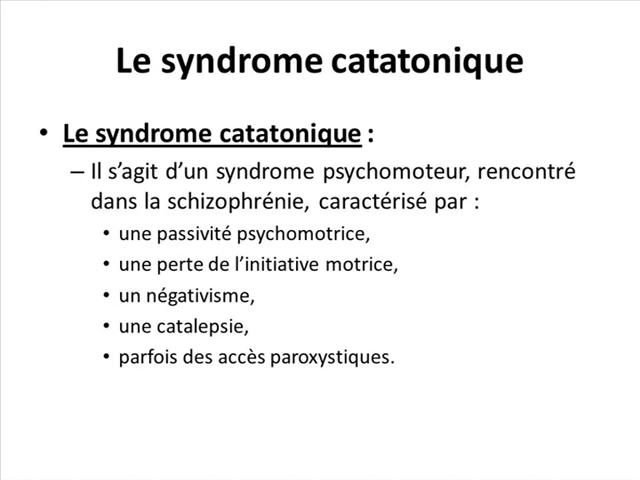 Le syndrome catatonique
• Le syndrome catatonique :
– Il s’agit d’un syndrome psychomoteur, rencontré
dans la schizophrénie, caractérisé par :
• une passivité psychomotrice,
• une perte de l’initiative motrice,
• un négativisme,
• une catalepsie,
• parfois des accès paroxystiques.